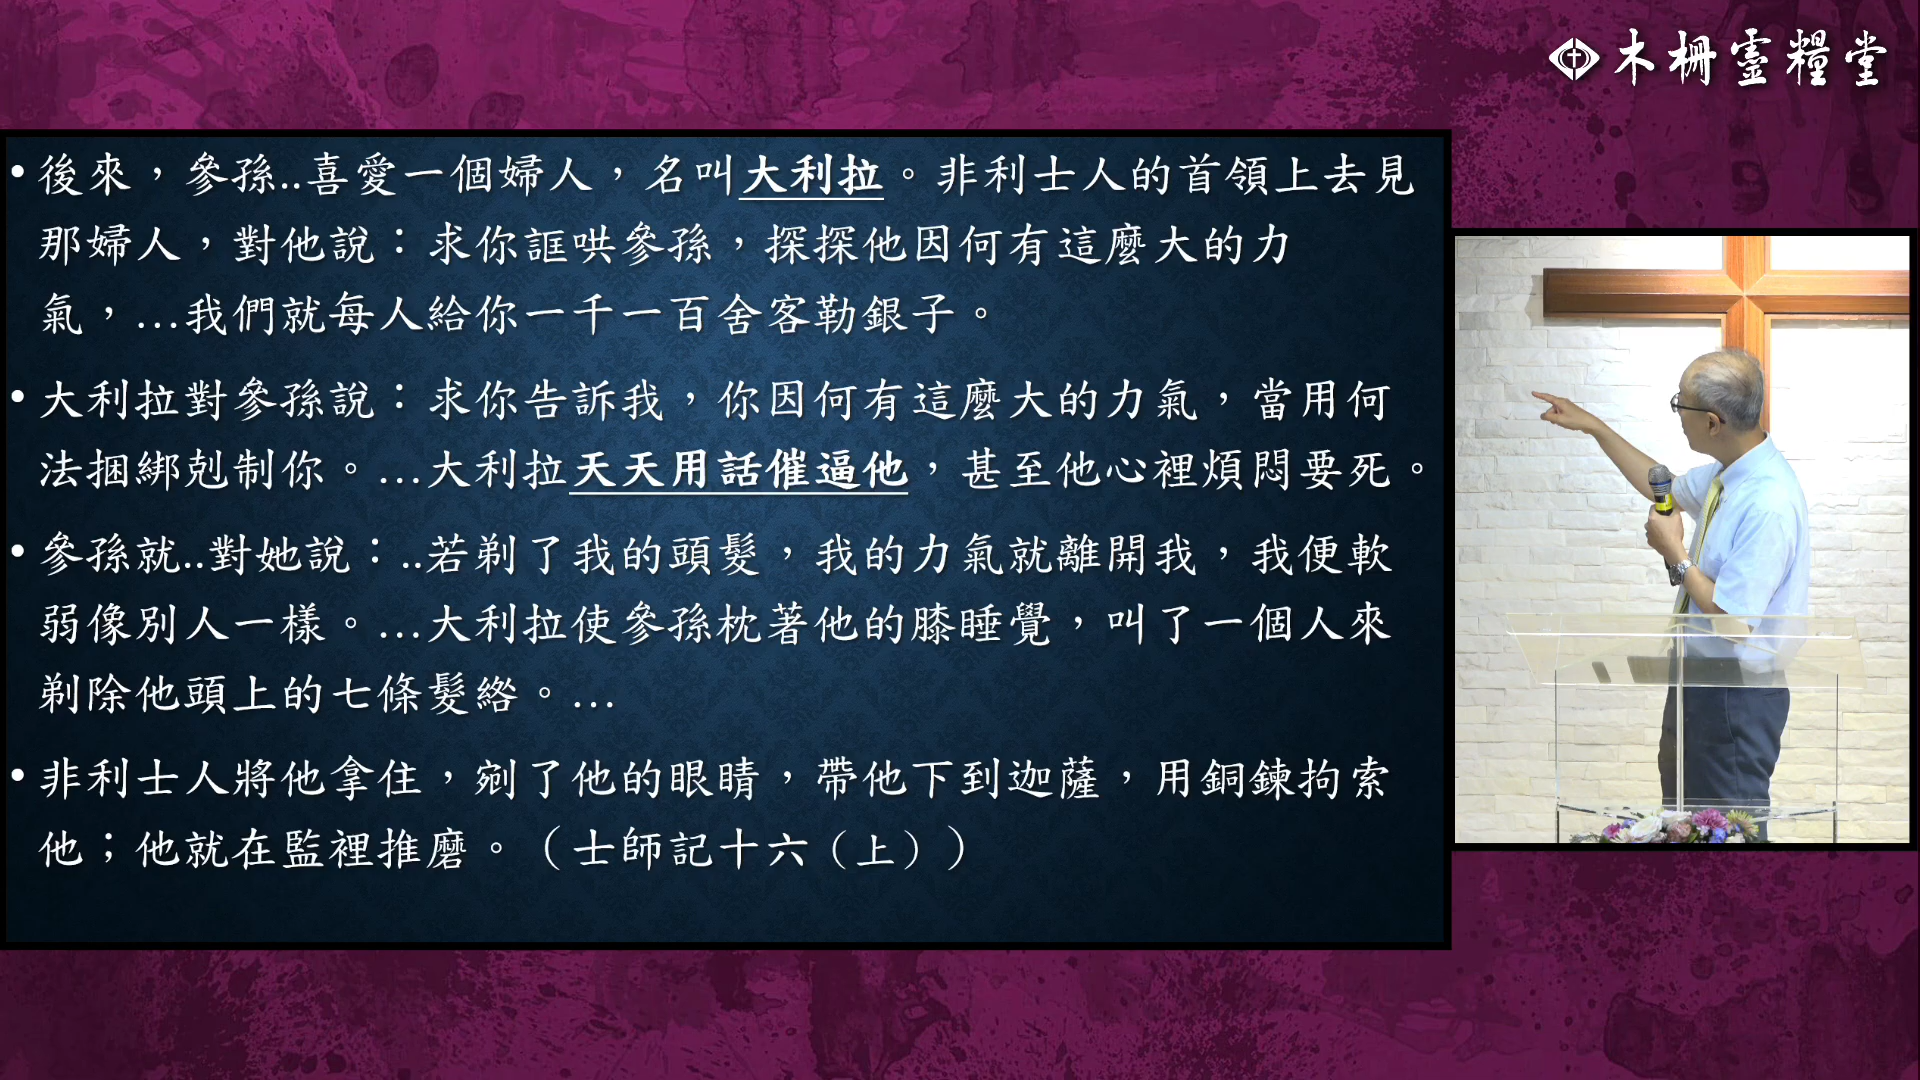 木柵靈糧堂
• 後來，參孫..喜愛一個婦人，名叫大利拉。非利士人的首領上去見
那婦人，對他說：求你誆哄參孫，探探他因何有這麼大的力
氣，…我們就每人給你一千一百舍客勒銀子。
• 大利拉對參孫說：求你告訴我，你因何有這麼大的力氣，當用何
法捆綁剋制你。…大利拉天天用話催逼他，甚至他心裡煩悶要死。
• 參孫就..對她說：..若剃了我的頭髮，我的力氣就離開我，我便軟
弱像別人一樣。…大利拉使參孫枕著他的膝睡覺，叫了一個人來
剃除他頭上的七條髮綹。…
• 非利士人將他拿住，剜了他的眼睛，帶他下到迦薩，用銅鍊拘索
他；他就在監裡推磨。（士師記十六（上））